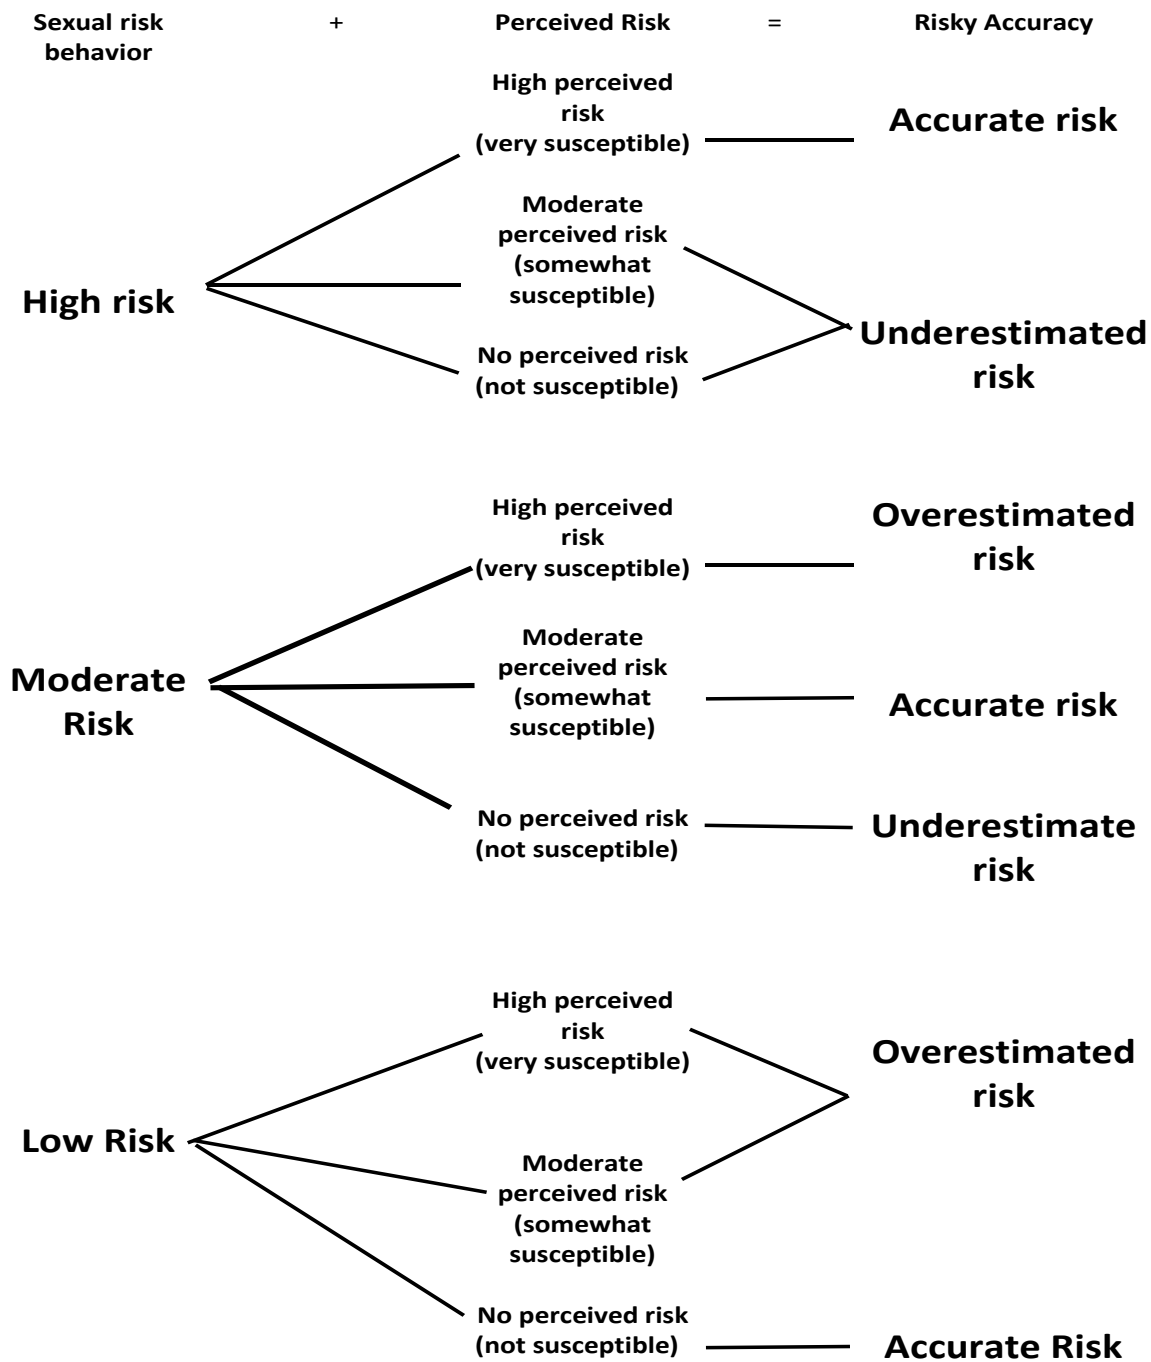 Sexual risk
behavior
+
Perceived Risk
=
Risky Accuracy
High risk
High perceived
risk
(very susceptible)
Accurate risk
Moderate
perceived risk
(somewhat
susceptible)
No perceived risk
(not susceptible)
Underestimated
risk
Moderate
Risk
High perceived
risk
(very susceptible)
Overestimated
risk
Moderate
perceived risk
(somewhat
susceptible)
Accurate risk
No perceived risk
(not susceptible)
Underestimate
risk
Low Risk
High perceived
risk
(very susceptible)
Moderate
perceived risk
(somewhat
susceptible)
Overestimated
risk
No perceived risk
(not susceptible)
Accurate Risk